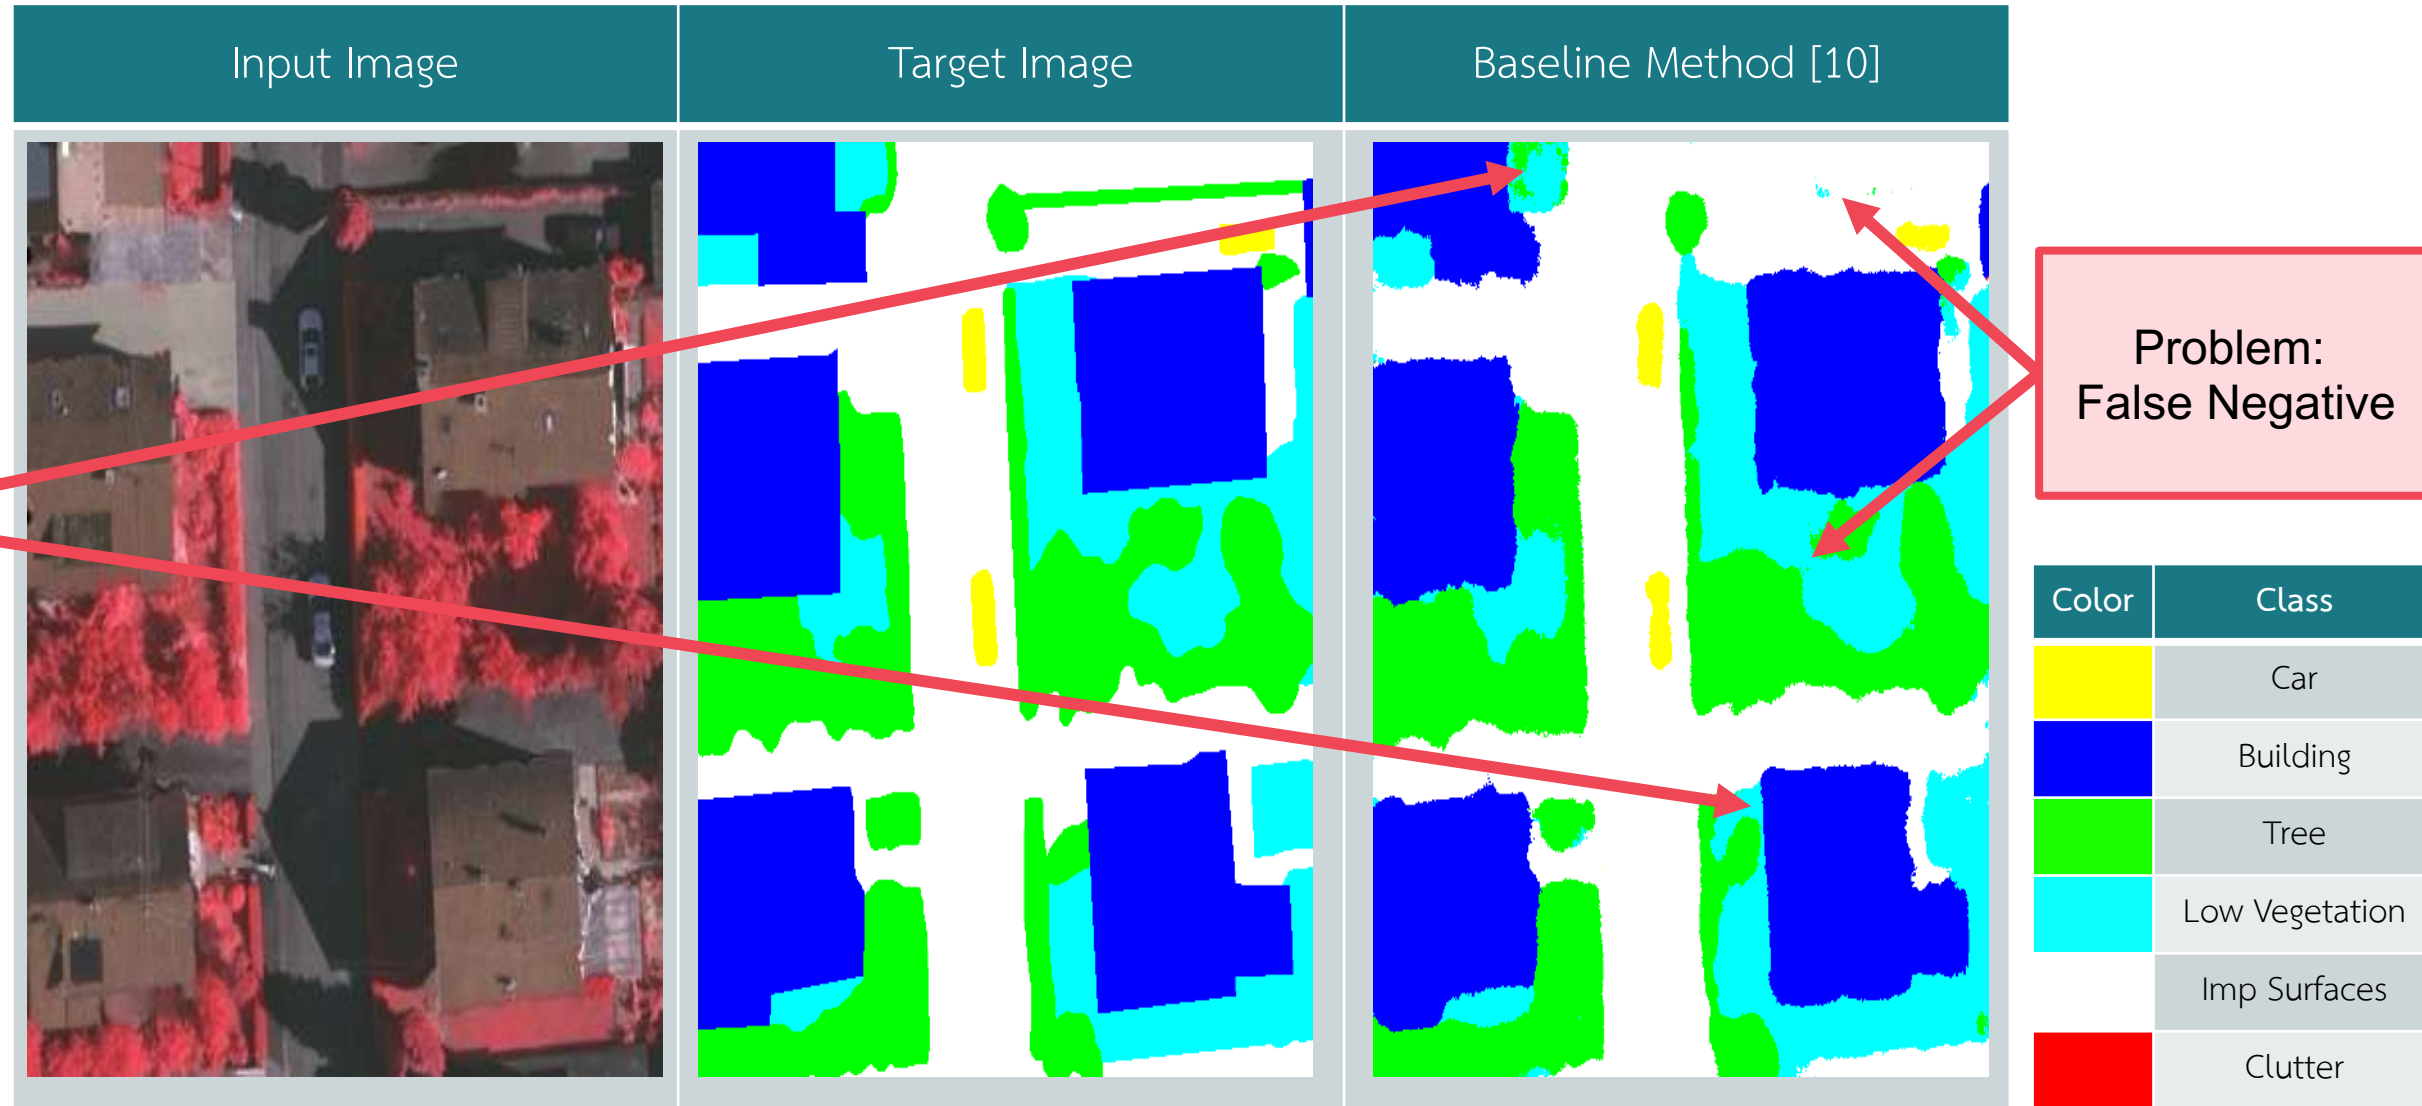 Input Image
Target Image
Baseline Method [10]
Problem:
False Negative
Color
Class
Car
Building
Tree
Low Vegetation
Imp Surfaces
Clutter